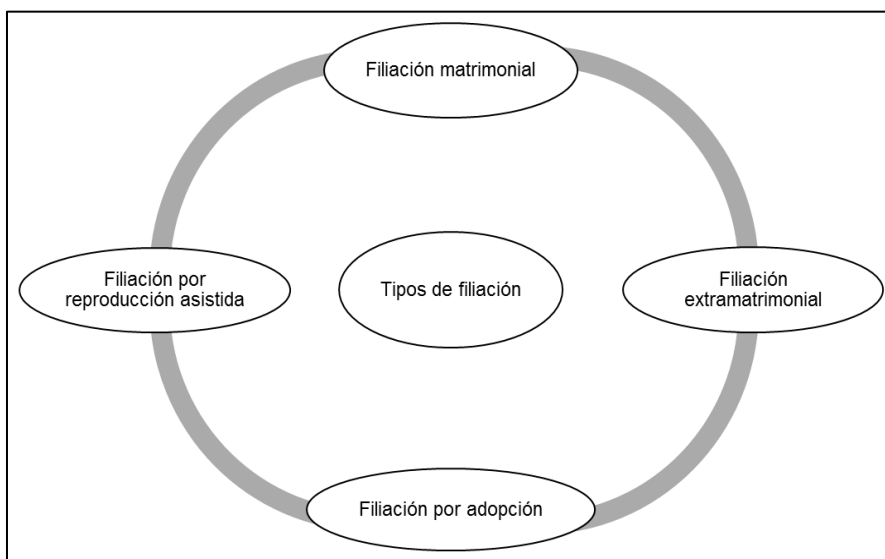 Filiación matrimonial
Filiación por
reproducción asistida
Tipos de filiación
Filiación
extramatrimonial
Filiación por adopción